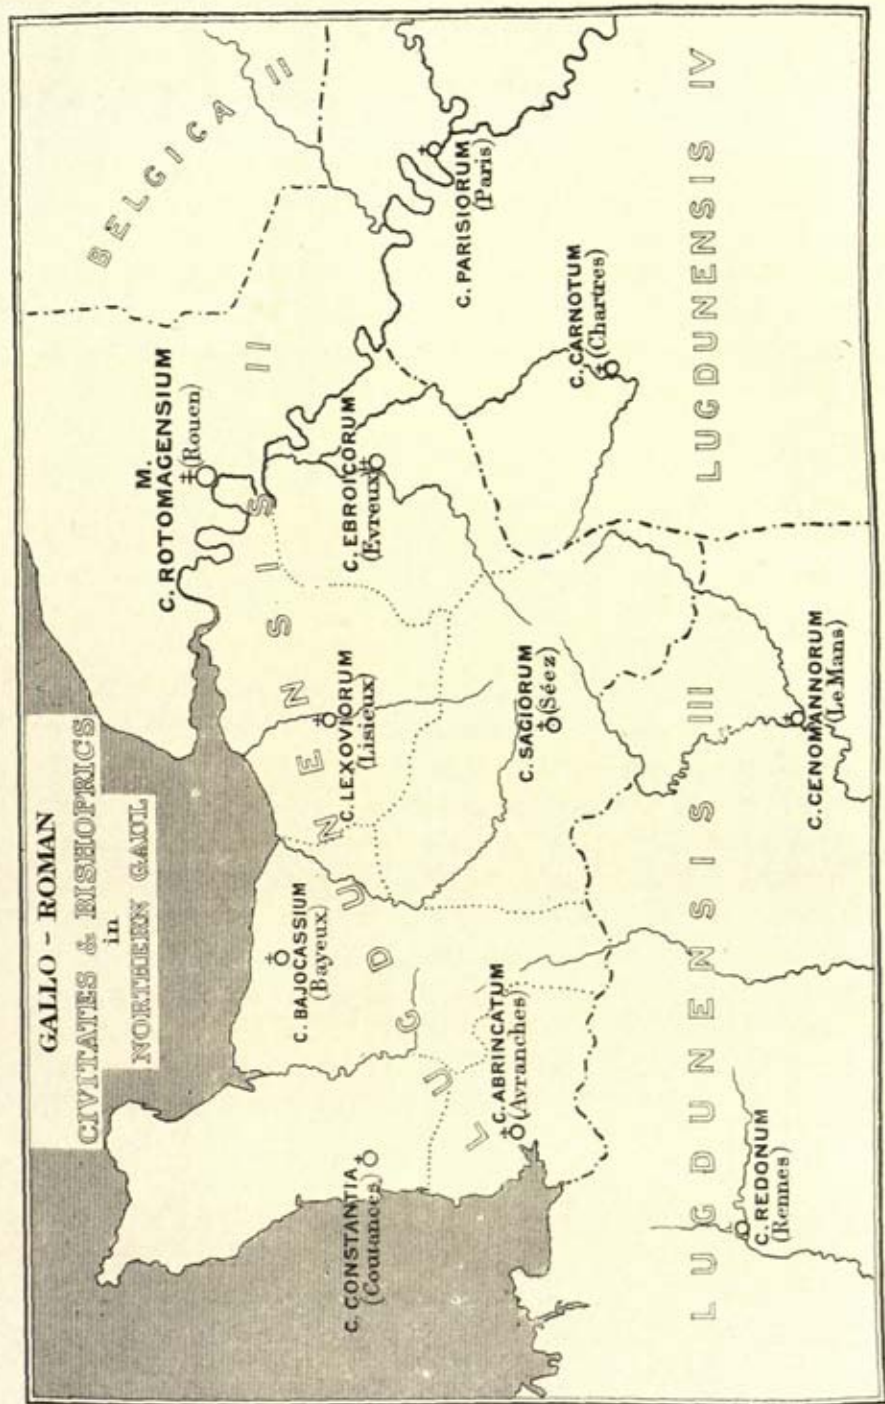 GALLO - ROMAN
CIVITATES & BISHOPRICS
in
NORTHERN GAUL
BELGICA II
M.
C. ROTOMAGENSIUM
(Rouen)
C. PARISIORUM
(Paris)
C. EBROICORUM
(Evreux)
C. LEXOVIORUM
(Lisieux)
C. BAJOCASSIUM
(Bayeux)
C. CONSTANTIA
(Coutances)
LUGDUNENSIS II
C. CARNOTUM
(Chartres)
C. SAGIORUM
(Séez)
C. ABRINCATUM
(Avranches)
LUGDUNENSIS IV
LUGDUNENSIS III
C. CENOMANNORUM
(Le Mans)
C. REDONUM
(Rennes)